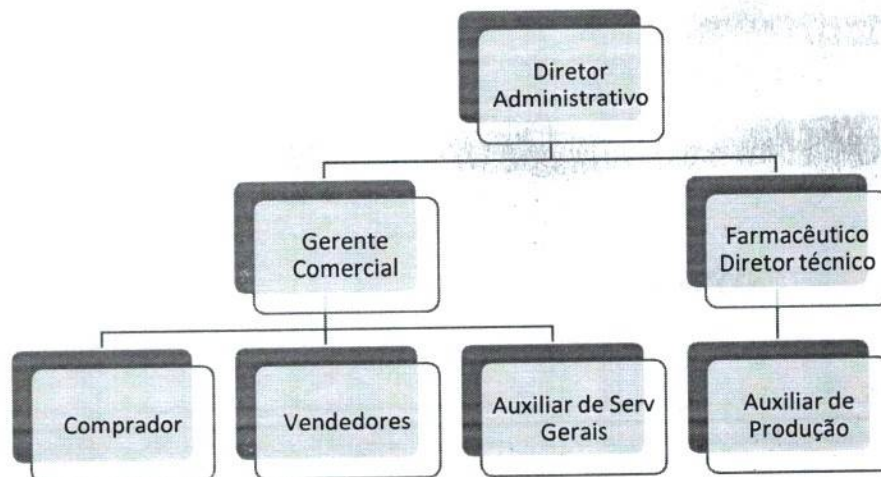 Diretor
Administrativo
Gerente
Comercial
Farmacêutico
Diretor técnico
Comprador
Vendedores
Auxiliar de Serv
Gerais
Auxiliar de
Produção